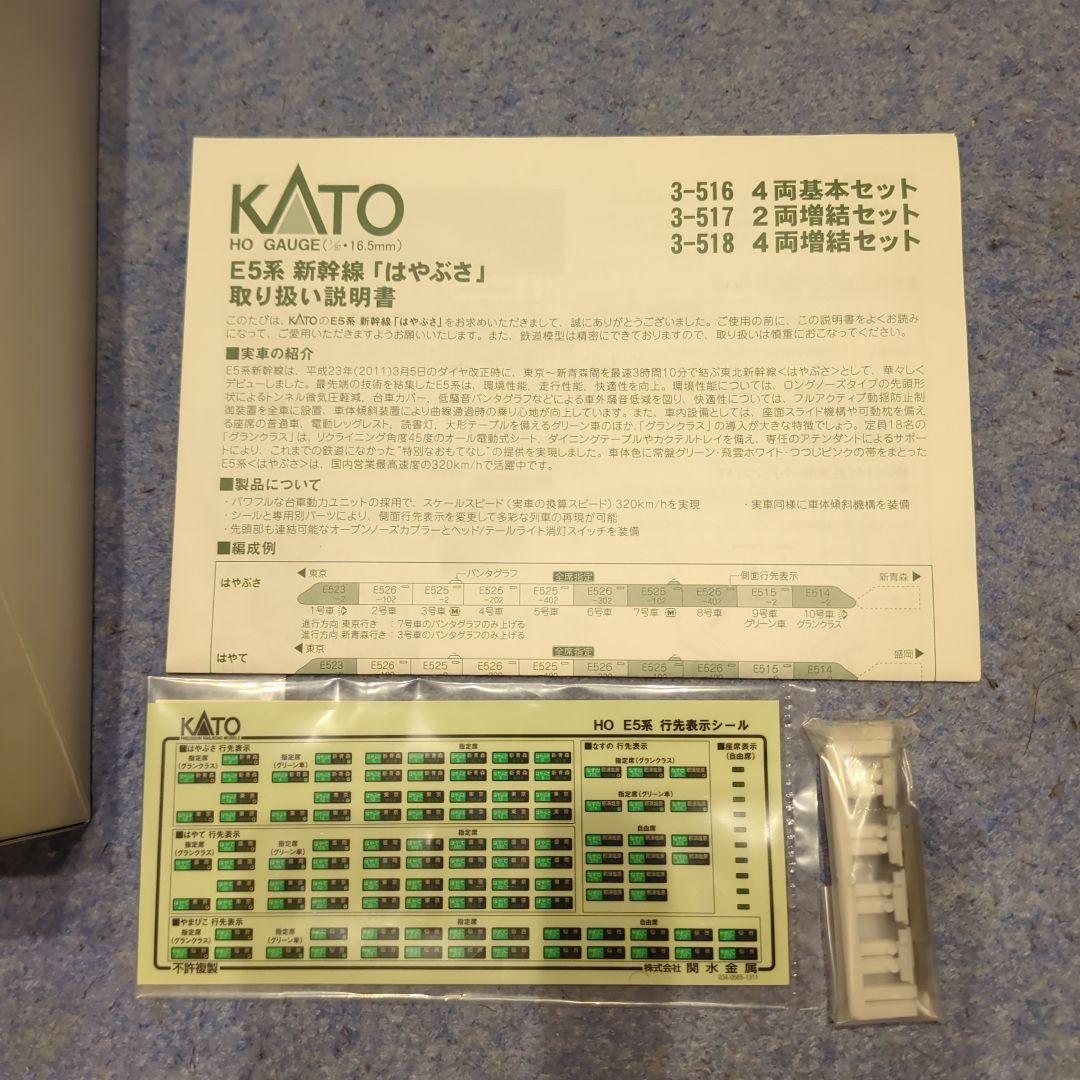 KATO
HO GAUGE(1/80・16.5mm)
E5系 新幹線「はやぶさ」
取り扱い説明書
3-516 4両基本セット
3-517 2両増結セット
3-518 4両増結セット
このたびは、KATOのE5系 新幹線「はやぶさ」をお求めいただきまして、誠にありがとうございました。ご使用の前に、この説明書をよくお読み
になって、ご愛用いただきますようお願いいたします。また、鉄道模型は精密にできておりますので、取り扱いは慎重におこなってください。
■実車の紹介
E5系新幹線は、平成23年(2011)3月5日のダイヤ改正時に、東京～新青森間を最速3時間10分で結ぶ東北新幹線<はやぶさ>として、華々しく
デビューしました。最先端の技術を結集したE5系は、環境性能、走行性能、快適性を向上。環境性能については、ロングノーズタイプの先頭形
状によるトンネル微気圧軽減、台車カバー、低騒音パンタグラフなどによる車外騒音低減を図り、快適性については、フルアクティブ動揺防止制
御装置を全車に設置、車体傾斜装置により曲線通過時の乗り心地が向上しています。また、車内設備としては、座面スライド機構や可動枕を備え
る座席の普通車、電動レッグレスト、読書灯、大形テーブルを備えるグリーン車のほか、「グランクラス」の導入が大きな特徴でしょう。定員18名の
「グランクラス」は、リクライニング角度45度のオール電動式シート、ダイニングテーブルやカクテルトレイを備え、専任のアテンダントによるサポー
トにより、これまでの鉄道になかった"特別なおもてなし"の提供を実現しました。車体色に常盤グリーン・飛雲ホワイト・つつじピンクの帯をまとった
E5系<はやぶさ>は、国内営業最高速度の320km/hで活躍中です。
■製品について
・パワフルな台車動力ユニットの採用で、スケールスピード(実車の換算スピード)320km/hを実現 ・実車同様に車体傾斜機構を装備
・シールと専用別パーツにより、側面行先表示を変更して多彩な列車の再現が可能
・先頭部も連結可能なオープンノーズカプラーとヘッド/テールライト消灯スイッチを装備
■編成例
はやぶさ
◀東京 パンタグラフ 全席指定 側面行先表示 新青森▶
E523 -2 E526 -102 E525 -2 E526 -202 E525 -402 E526 -302 E525 -102 E526 -402 E515 -2 E514 -2
1号車 2号車 3号車Ⓜ 4号車 5号車 6号車 7号車Ⓜ 8号車 9号車 10号車
グリーン車 グランクラス
進行方向 東京行き :7号車のパンタグラフのみ上げる
進行方向 新青森行き :3号車のパンタグラフのみ上げる
はやて
◀東京 全席指定 盛岡▶
E523 E526 E525 E526 E525 E526 E525 E526 E515 E514
KATO
PRECISION RAILROAD MODELS
HO E5系 行先表示シール
■はやぶさ 行先表示
指定席
(グランクラス)
指定席
(グリーン車)
指定席
■はやて 行先表示
指定席
(グランクラス)
指定席
(グリーン車)
指定席
■やまびこ 行先表示
指定席
(グランクラス)
指定席
(グリーン車)
指定席
自由席
■なすの 行先表示
指定席(グランクラス)
指定席(グリーン車)
自由席
■座席表示
(自由席)
不許複製
株式会社 関水金属
034-0565-1311